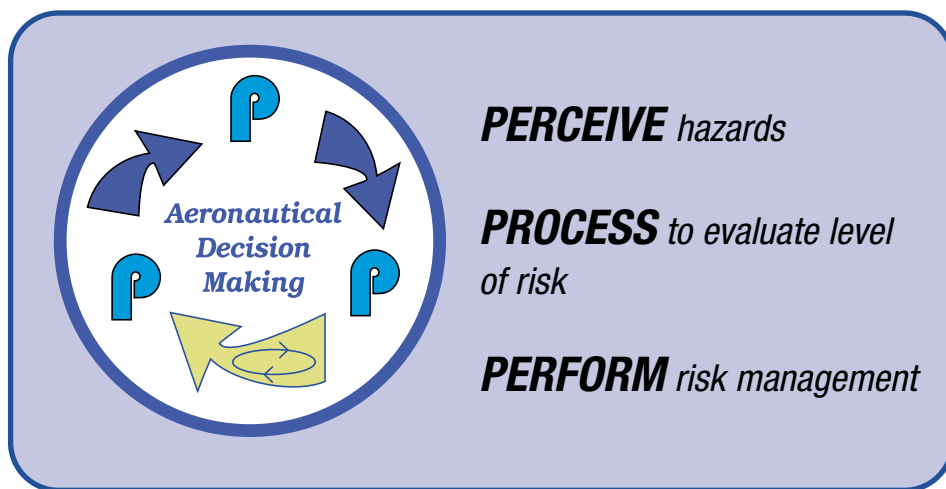 P
Aeronautical
Decision
Making
P
P
PERCEIVE hazards
PROCESS to evaluate level
of risk
PERFORM risk management